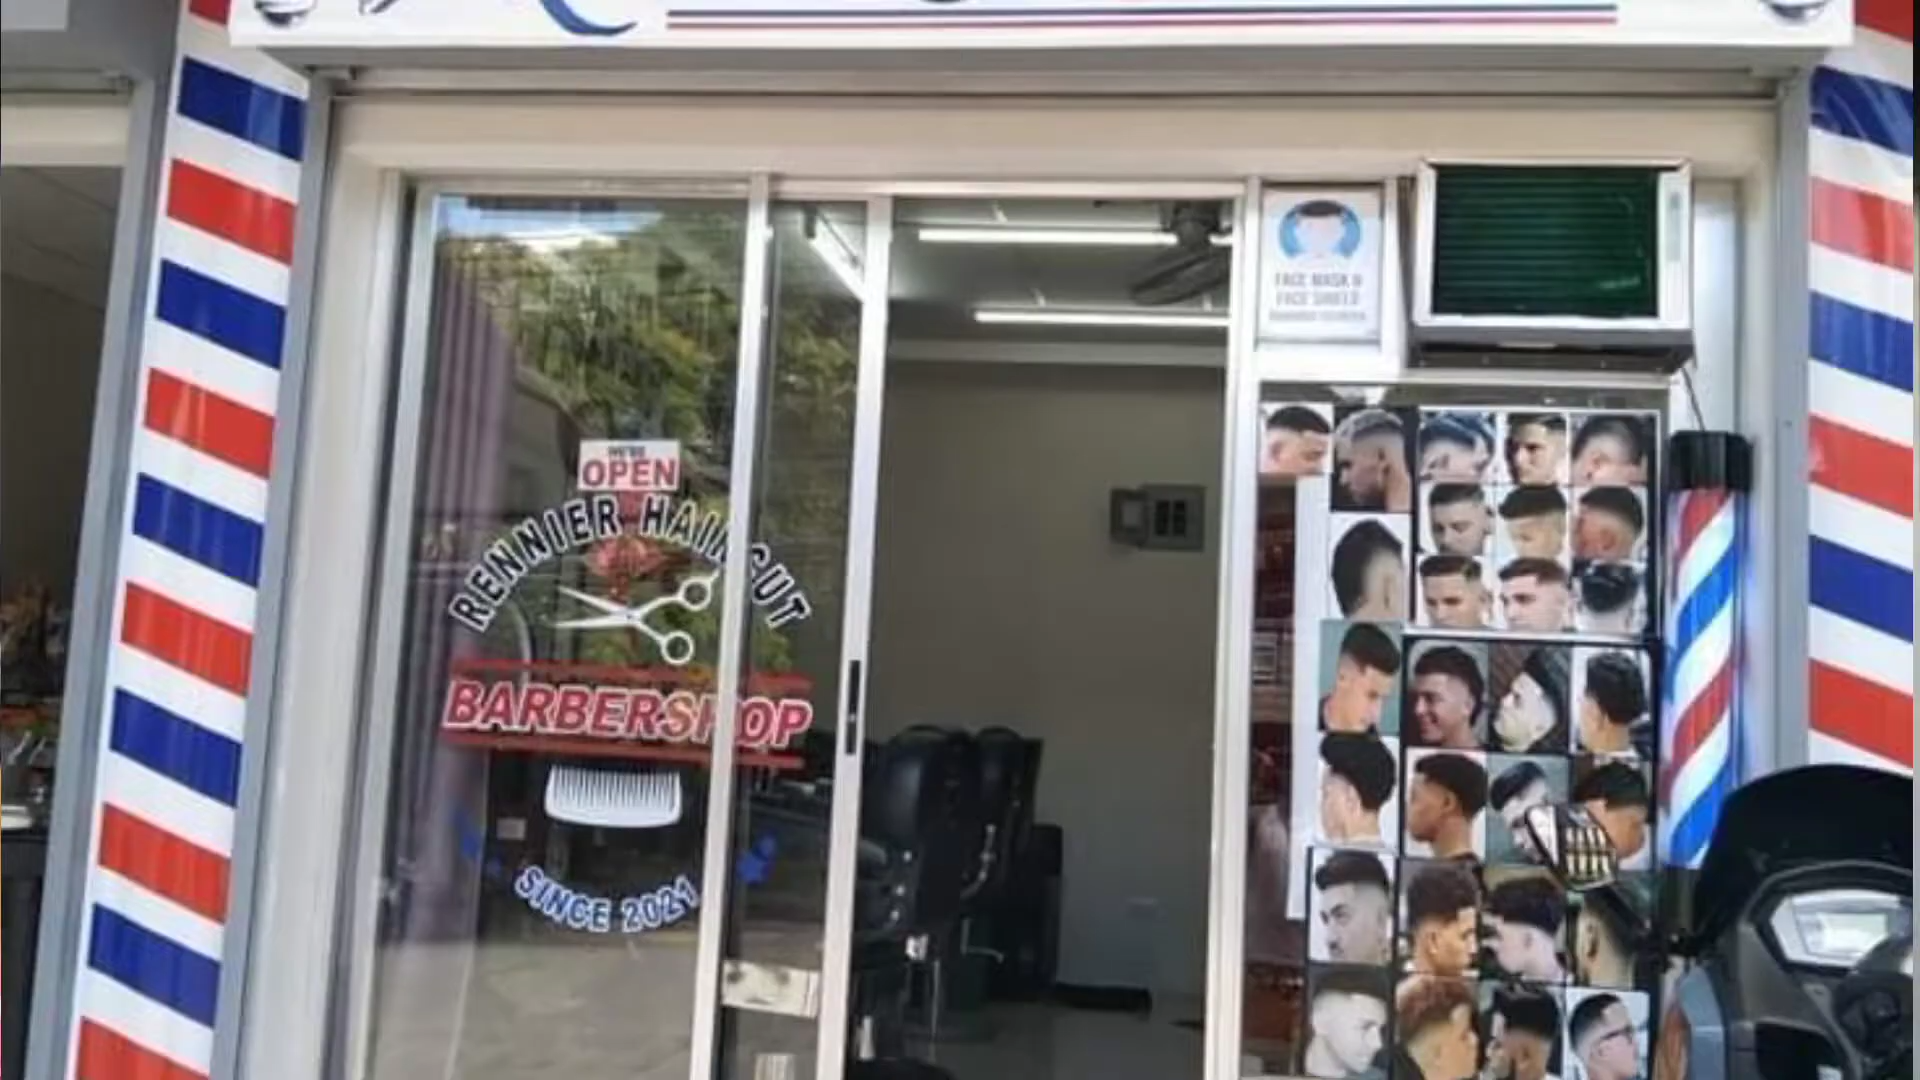 FACE MASK &
FACE SHIELD
WE'RE
OPEN
RENNIER HAIRCUT
BARBERSHOP
SINCE 2021